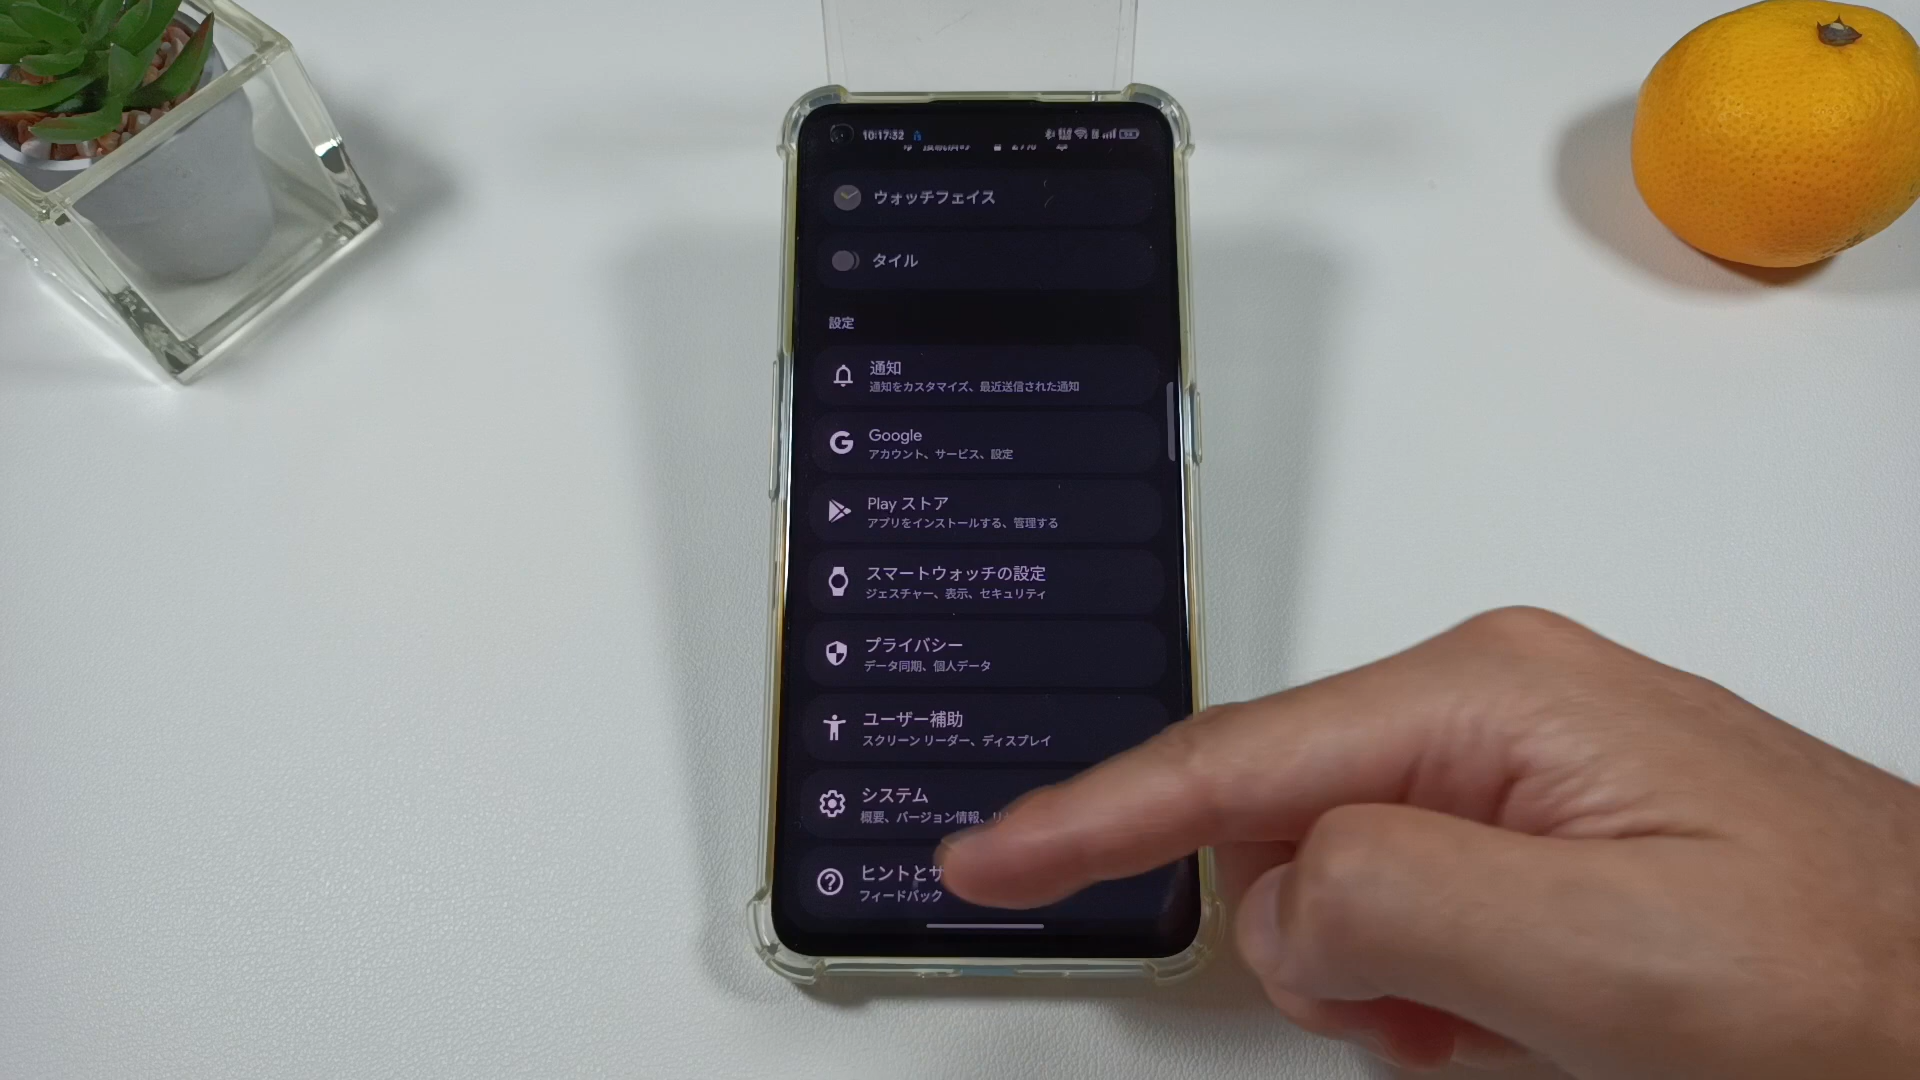 10:17:32
ウォッチフェイス
タイル
設定
通知
通知をカスタマイズ、最近送信された通知
Google
アカウント、サービス、設定
Play ストア
アプリをインストールする、管理する
スマートウォッチの設定
ジェスチャー、表示、セキュリティ
プライバシー
データ同期、個人データ
ユーザー補助
スクリーン リーダー、ディスプレイ
システム
概要、バージョン情報、
ヒントと
フィードバック